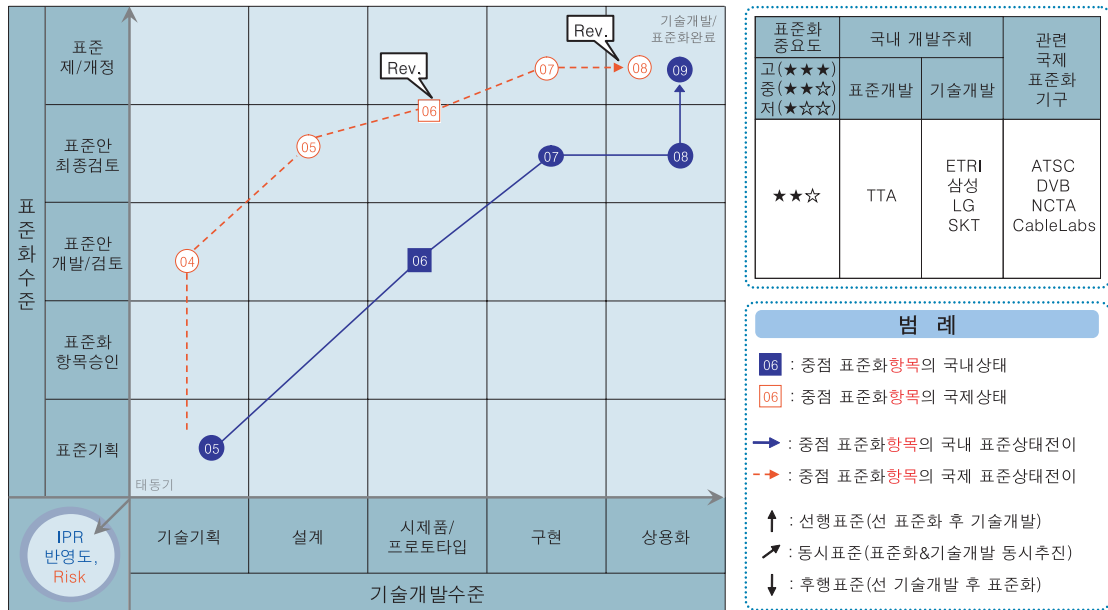 표준화수준
표준
제/개정
표준안
최종검토
표준안
개발/검토
표준화
항목승인
표준기획
기술개발/
표준화완료
Rev.
Rev.
07
08
09
06
05
07
08
04
06
05
태동기
IPR
반영도,
Risk
기술기획
설계
시제품/
프로토타입
구현
상용화
기술개발수준
표준화
중요도
고(★★★)
중(★★☆)
저(★☆☆)
국내 개발주체
표준개발
기술개발
관련
국제
표준화
기구
★★☆
TTA
ETRI
삼성
LG
SKT
ATSC
DVB
NCTA
CableLabs
범 례
06 : 중점 표준화항목의 국내상태
06 : 중점 표준화항목의 국제상태
: 중점 표준화항목의 국내 표준상태전이
: 중점 표준화항목의 국제 표준상태전이
: 선행표준(선 표준화 후 기술개발)
: 동시표준(표준화&기술개발 동시추진)
: 후행표준(선 기술개발 후 표준화)